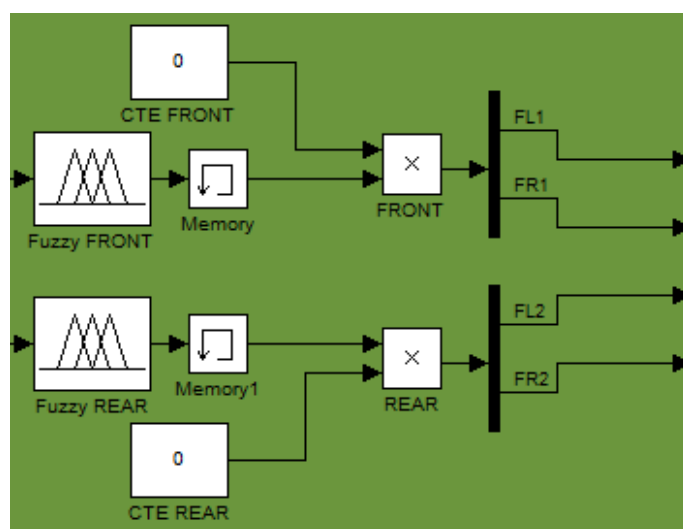 0
CTE FRONT
FL1
×
FR1
FRONT
Memory
Fuzzy FRONT
FL2
×
FR2
Memory1
REAR
Fuzzy REAR
0
CTE REAR